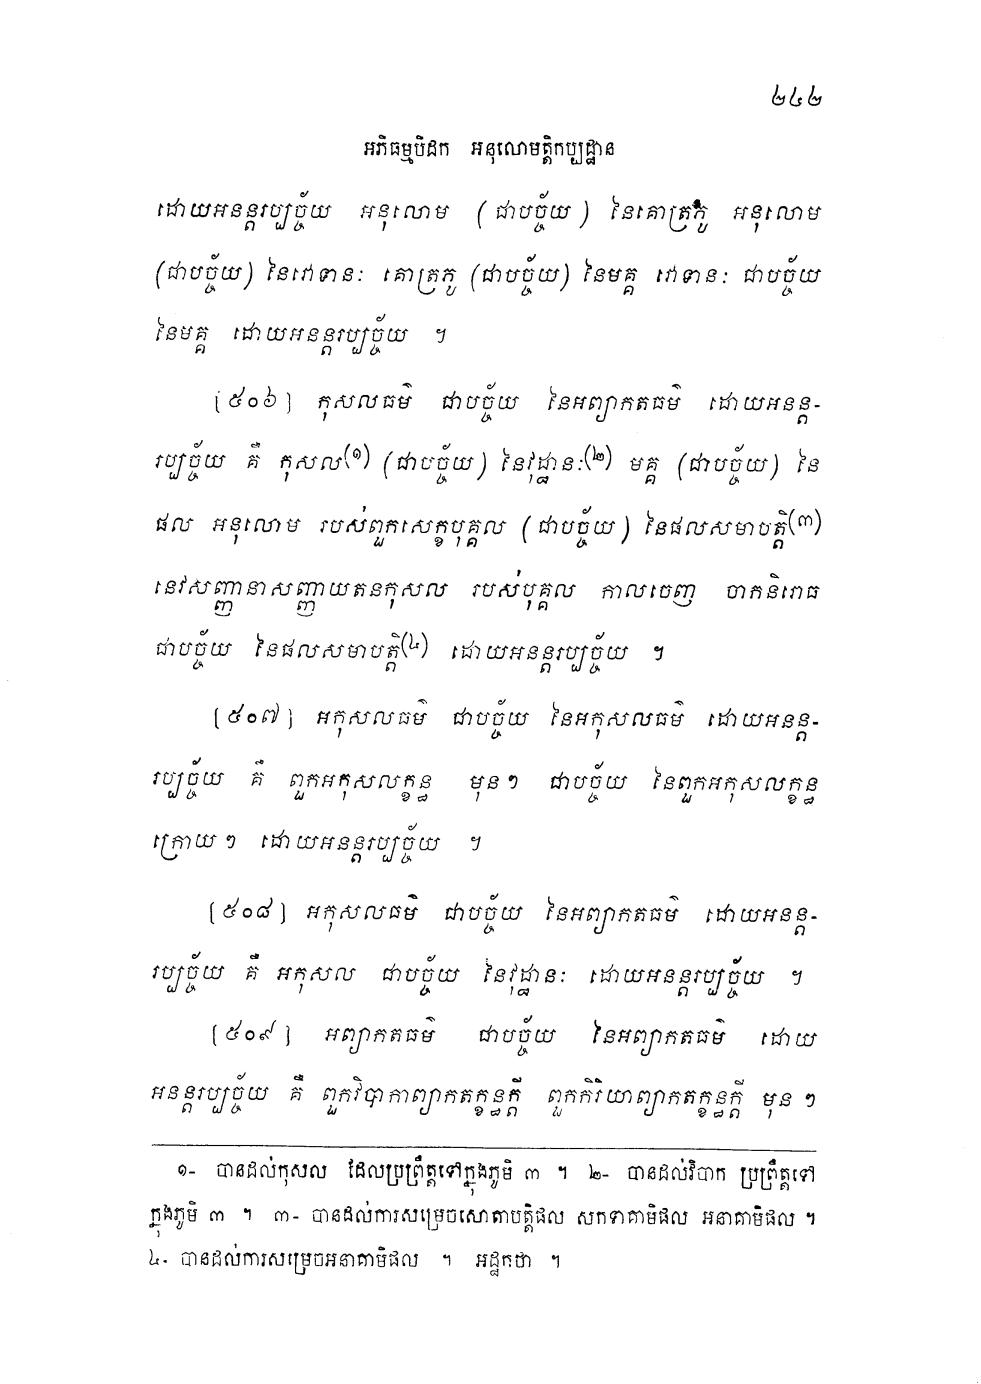 ២៤២
អភិធម្មបិដក អនុលោមត្តិកប្បដ្ឋាន
ដោយអនន្តរប្បច្ច័យ អនុលោម (ជាបច្ច័យ) នៃគោត្រភូ អនុលោម
(ជាបច្ច័យ) នៃវោទានៈ គោត្រភូ (ជាបច្ច័យ) នៃមគ្គ វោទានៈ ជាបច្ច័យ
នៃមគ្គ ដោយអនន្តរប្បច្ច័យ ។
[៥០៦] កុសលធម៌ ជាបច្ច័យ នៃអព្យាកតធម៌ ដោយអនន្ត-
រប្បច្ច័យ គឺ កុសល(១) (ជាបច្ច័យ) នៃវុដ្ឋានៈ(២) មគ្គ (ជាបច្ច័យ) នៃ
ផល អនុលោម របស់ពួកសេក្ខបុគ្គល (ជាបច្ច័យ) នៃផលសមាបត្តិ(៣)
នេវសញ្ញានាសញ្ញាយតនកុសល របស់បុគ្គល កាលចេញ ចាកនិរោធ
ជាបច្ច័យ នៃផលសមាបត្តិ(៤) ដោយអនន្តរប្បច្ច័យ ។
[៥០៧] អកុសលធម៌ ជាបច្ច័យ នៃអកុសលធម៌ ដោយអនន្ត-
រប្បច្ច័យ គឺ ពួកអកុសលក្ខន្ធ មុន ៗ ជាបច្ច័យ នៃពួកអកុសលក្ខន្ធ
ក្រោយ ៗ ដោយអនន្តរប្បច្ច័យ ។
[៥០៨] អកុសលធម៌ ជាបច្ច័យ នៃអព្យាកតធម៌ ដោយអនន្ត-
រប្បច្ច័យ គឺ អកុសល ជាបច្ច័យ នៃវុដ្ឋានៈ ដោយអនន្តរប្បច្ច័យ ។
[៥០៩] អព្យាកតធម៌ ជាបច្ច័យ នៃអព្យាកតធម៌ ដោយ
អនន្តរប្បច្ច័យ គឺ ពួកវិបាកាព្យាកតក្ខន្ធក្តី ពួកកិរិយាព្យាកតក្ខន្ធក្តី មុន ៗ
១- បានដល់កុសល ដែលប្រព្រឹត្តទៅក្នុងភូមិ ៣ ។ ២- បានដល់វិបាក ប្រព្រឹត្តទៅ
ក្នុងភូមិ ៣ ។ ៣- បានដល់ការសម្រេចសោតាបត្តិផល សកទាគាមិផល អនាគាមិផល ។
៤- បានដល់ការសម្រេចអនាគាមិផល ។ អដ្ឋកថា ។